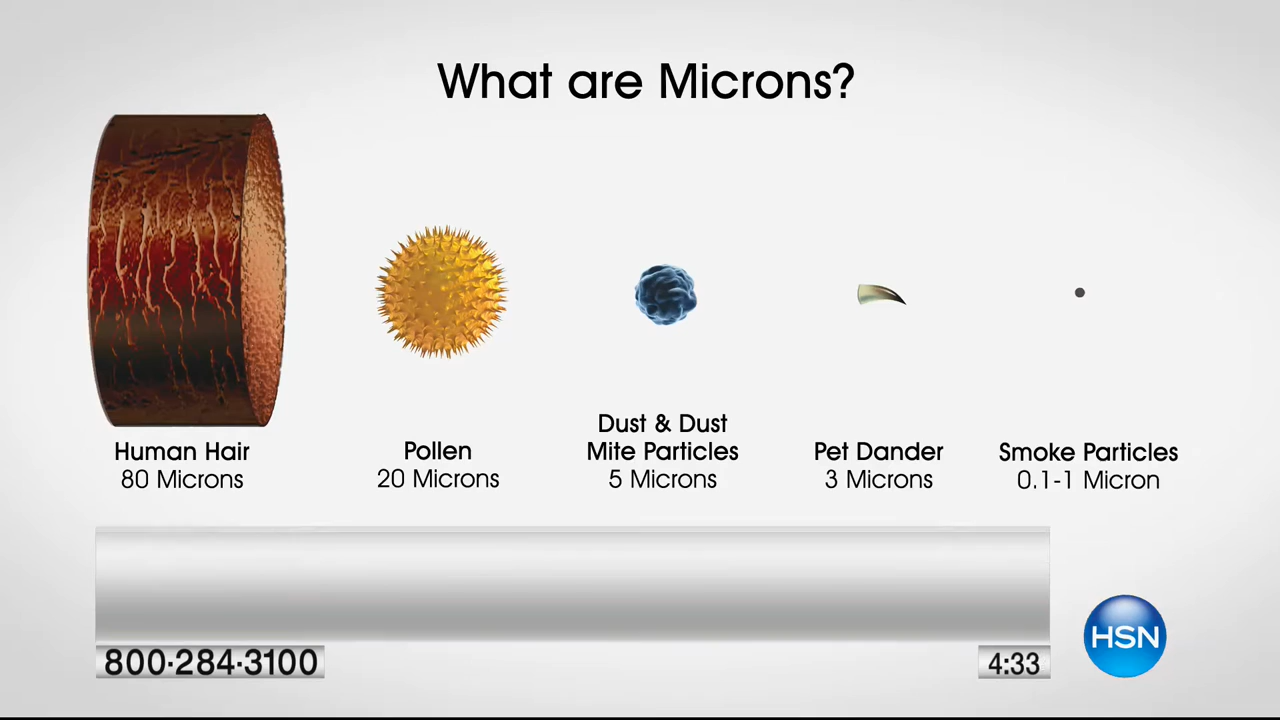 What are Microns?
Human Hair
80 Microns
Pollen
20 Microns
Dust & Dust
Mite Particles
5 Microns
Pet Dander
3 Microns
Smoke Particles
0.1-1 Micron
800·284·3100
4:33
HSN